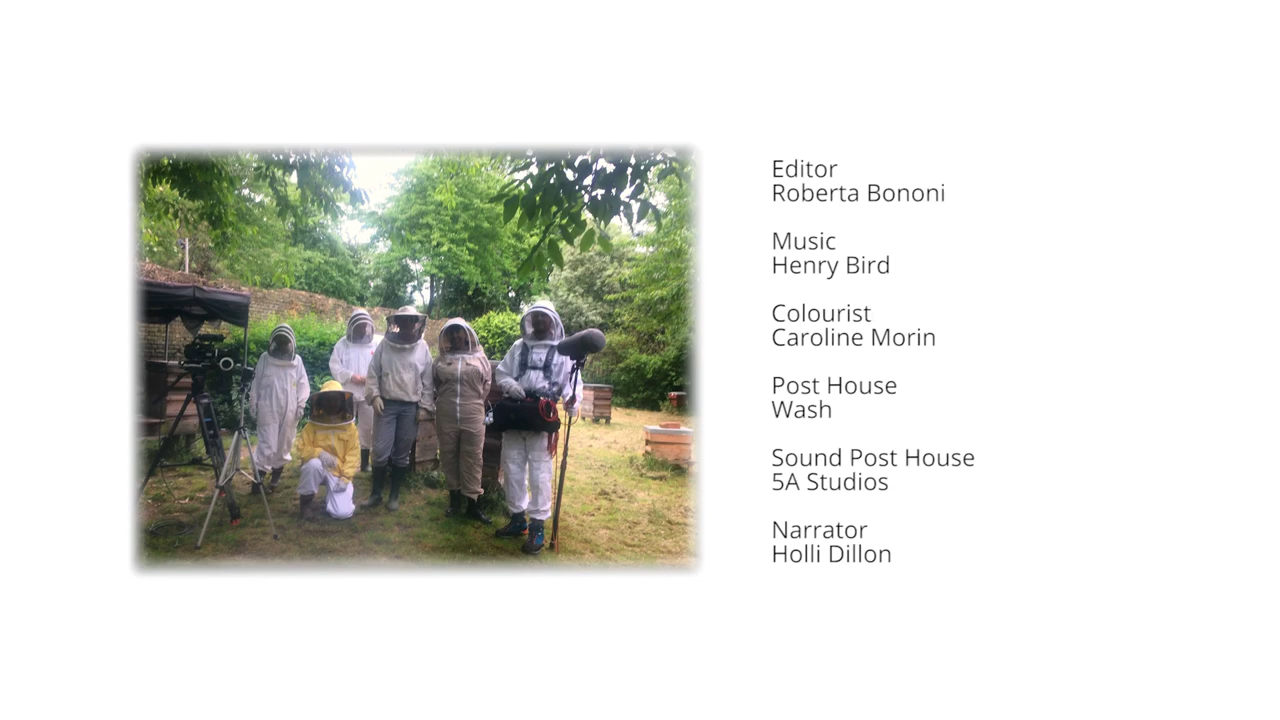 Editor
Roberta Bononi
Music
Henry Bird
Colourist
Caroline Morin
Post House
Wash
Sound Post House
5A Studios
Narrator
Holli Dillon